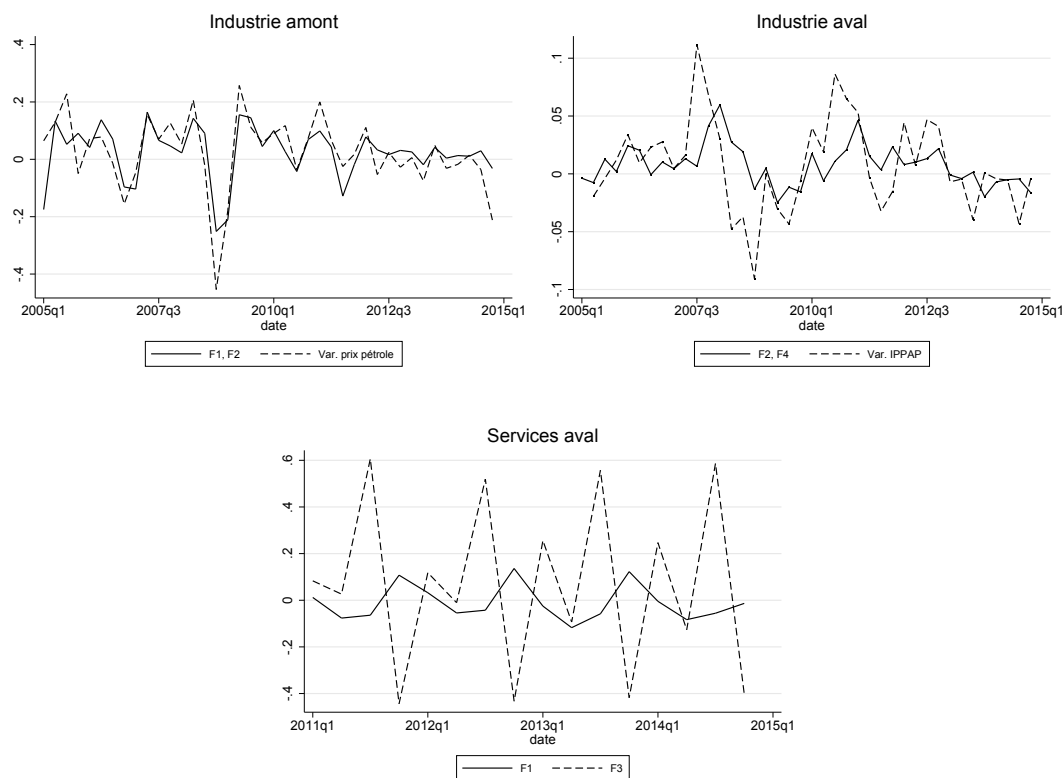 Industrie amont
.4
.2
0
-.2
-.4
2005q1 2007q3 2010q1 2012q3 2015q1
date
F1, F2 Var. prix pétrole
Industrie aval
.1
.05
0
-.05
-.1
2005q1 2007q3 2010q1 2012q3 2015q1
date
F2, F4 Var. IPPAP
Services aval
.6
.4
.2
0
-.2
-.4
2011q1 2012q1 2013q1 2014q1 2015q1
date
F1 F3